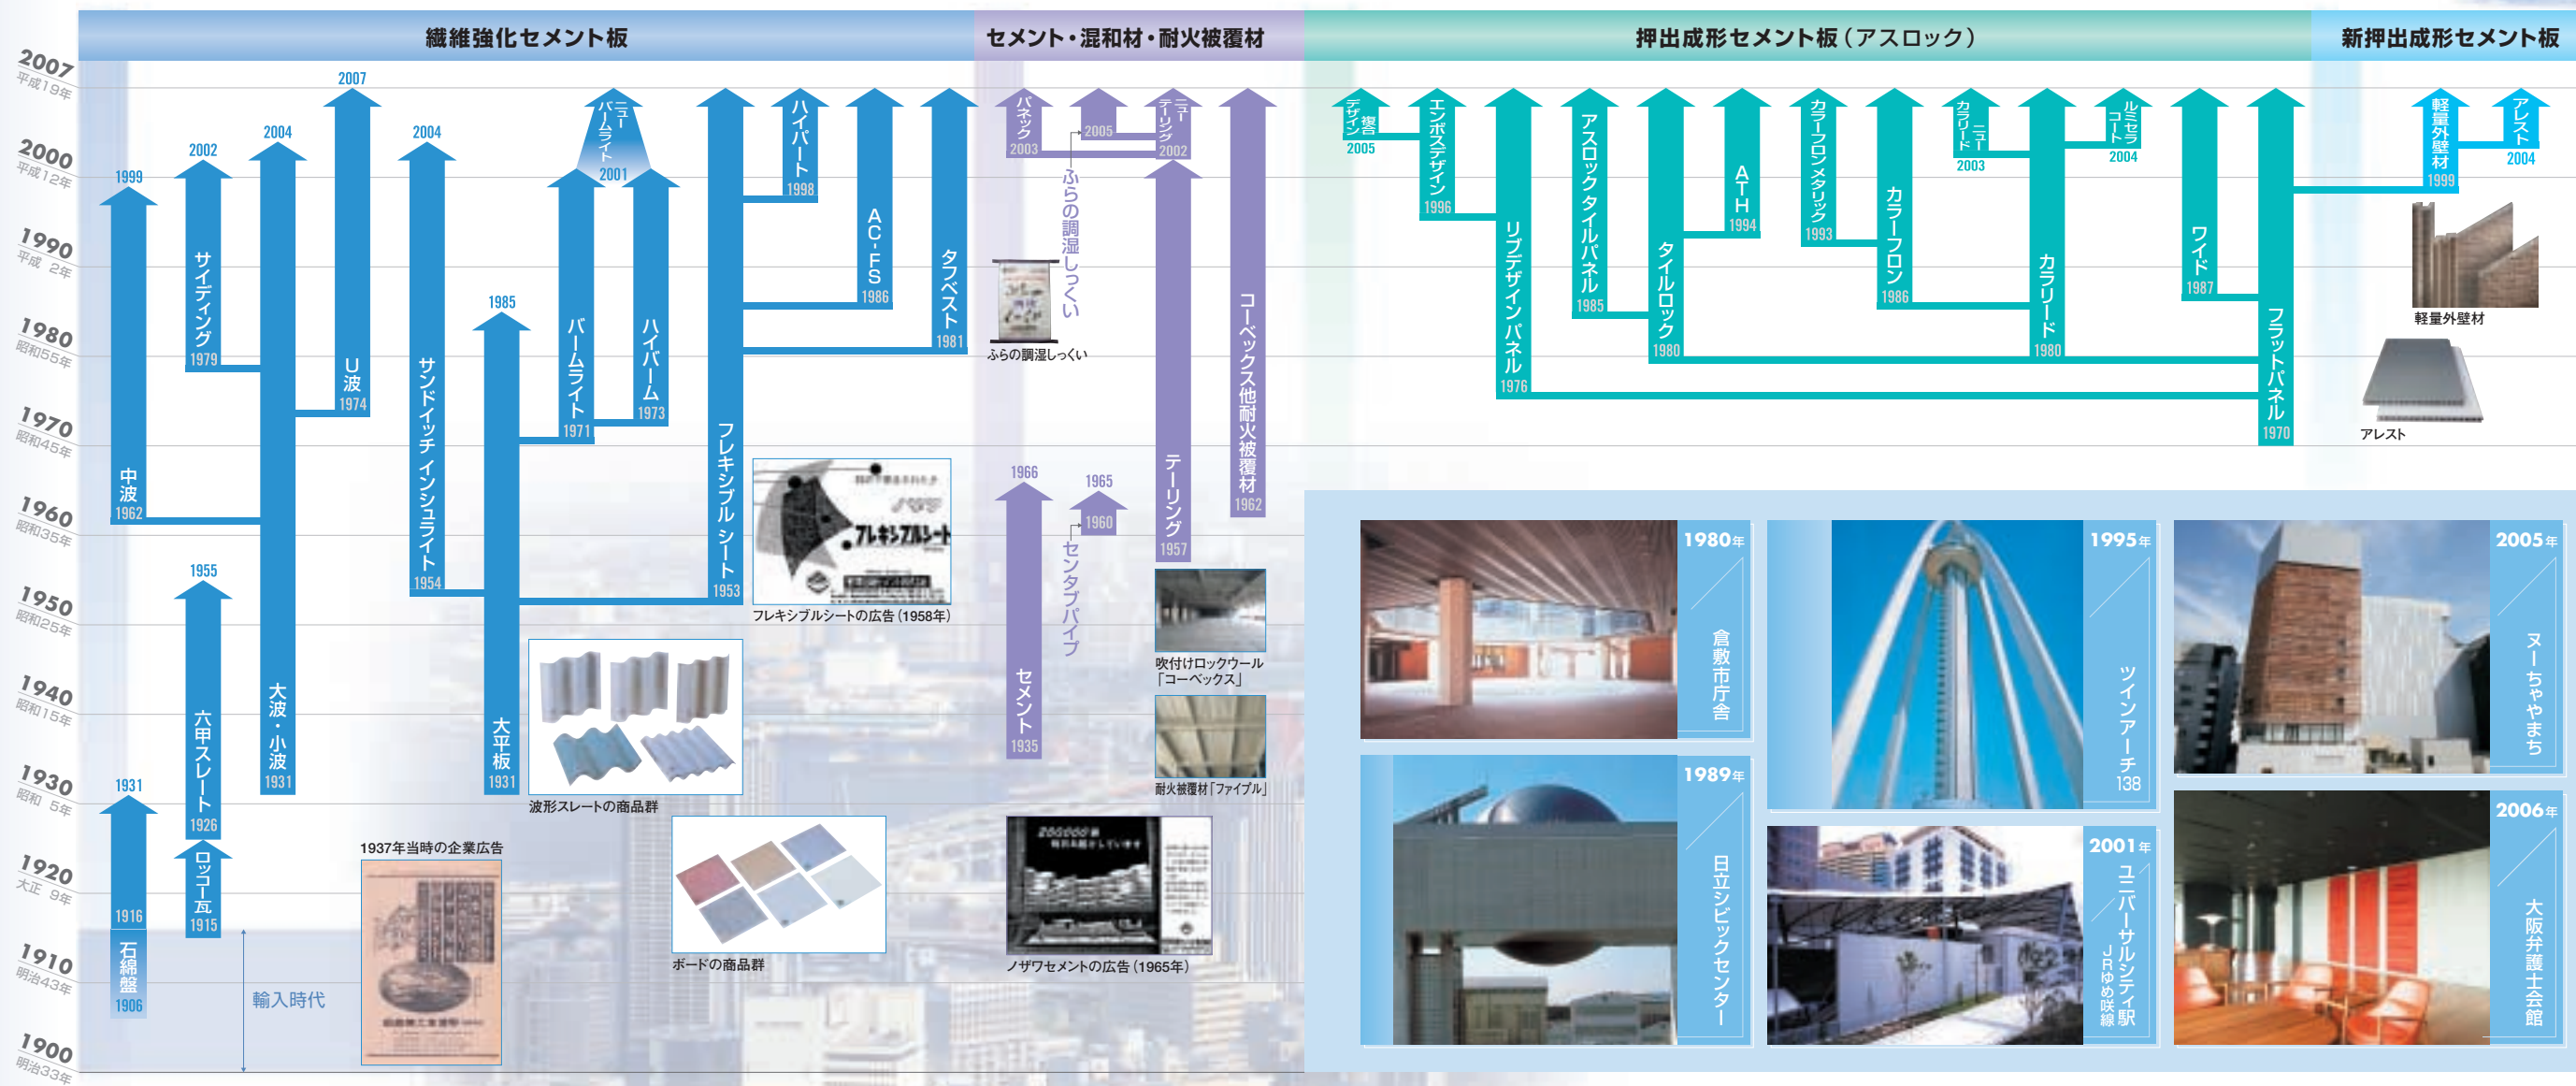 繊維強化セメント板
セメント・混和材・耐火被覆材
押出成形セメント板（アスロック）
新押出成形セメント板
2007
平成19年
2000
平成12年
1990
平成 2年
1980
昭和55年
1970
昭和45年
1960
昭和35年
1950
昭和25年
1940
昭和15年
1930
昭和 5年
1920
大正 9年
1910
明治43年
1900
明治33年
1999
中波
1962
1931
1916
石綿盤
1906
2002
サイディング
1979
1955
六甲スレート
1926
ロッコー瓦
1915
輸入時代
2004
大波・小波
1931
2007
U波
1974
2004
サンドイッチ インシュライト
1954
1985
大平板
1931
ニュー
パームライト
2001
パームライト
1971
ハイパーム
1973
フレキシブル シート
1953
ハイパート
1998
AC-FS
1986
タフベスト
1981
フレキシブルシート
フレキシブルシートの広告（1958年）
波形スレートの商品群
1937年当時の企業広告
ボードの商品群
パネック
2003
2005
ふらの調湿しっくい
ふらの調湿しっくい
ニュー
テーリング
2002
テーリング
1957
コーベックス他耐火被覆材
1962
1966
セメント
1935
1965
1960
センタブパイプ
吹付けロックウール
「コーベックス」
耐火被覆材「ファイブル」
ノザワセメントの広告（1965年）
複合
デザイン
2005
エンボスデザイン
1996
リブデザイン パネル
1976
アスロック タイルパネル
1985
タイルロック
1980
ATH
1994
カラーフロン メタリック
1993
カラーフロン
1986
ニュー
カラリード
2003
カラリード
1980
ルミセラ
コート
2004
ワイド
1987
フラットパネル
1970
軽量外壁材
1999
アレスト
2004
軽量外壁材
アレスト
1980年
倉敷市庁舎
1989年
日立シビックセンター
1995年
ツインアーチ138
2001年
ユニバーサルシティ駅
JRゆめ咲線
2005年
ヌーちゃやまち
2006年
大阪弁護士会館